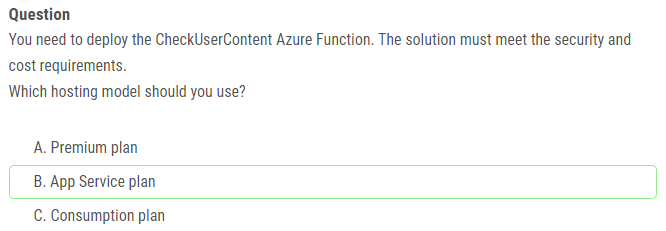 Question
You need to deploy the CheckUserContent Azure Function. The solution must meet the security and
cost requirements.
Which hosting model should you use?
A. Premium plan
B. App Service plan
C. Consumption plan